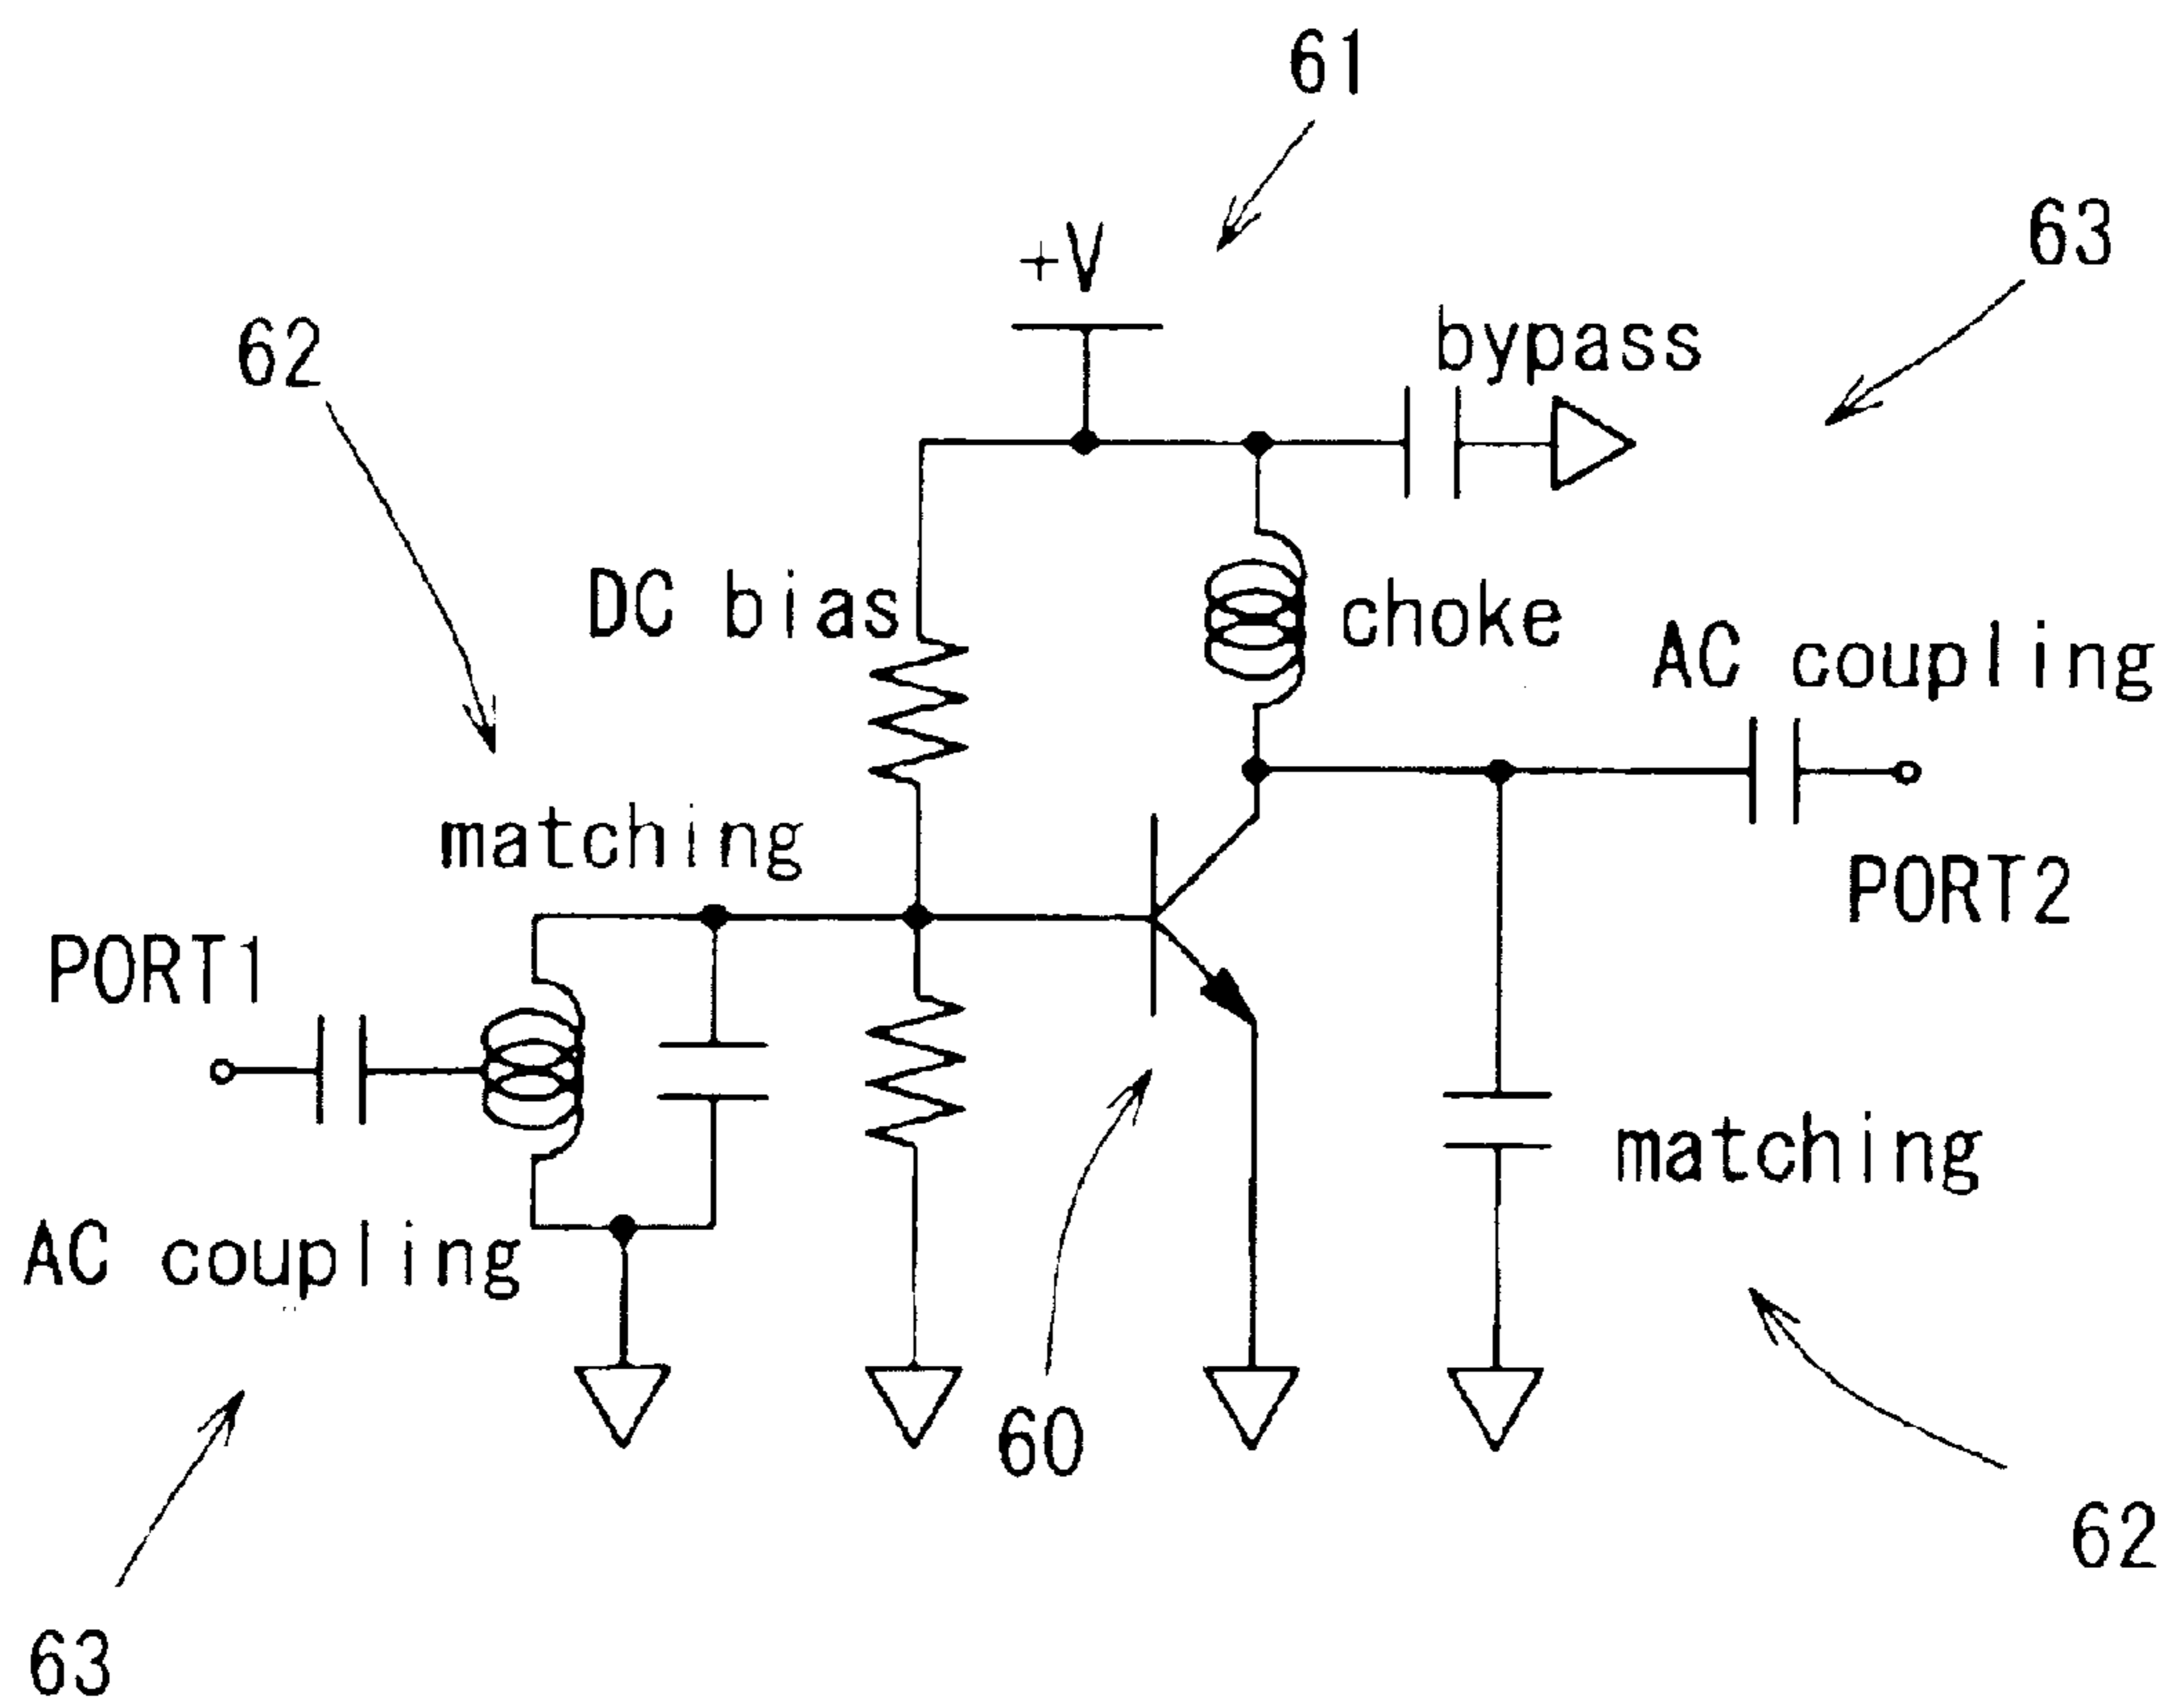 61
+V
63
62
bypass
DC bias
choke
AC coupling
matching
PORT2
PORT1
matching
AC coupling
60
62
63